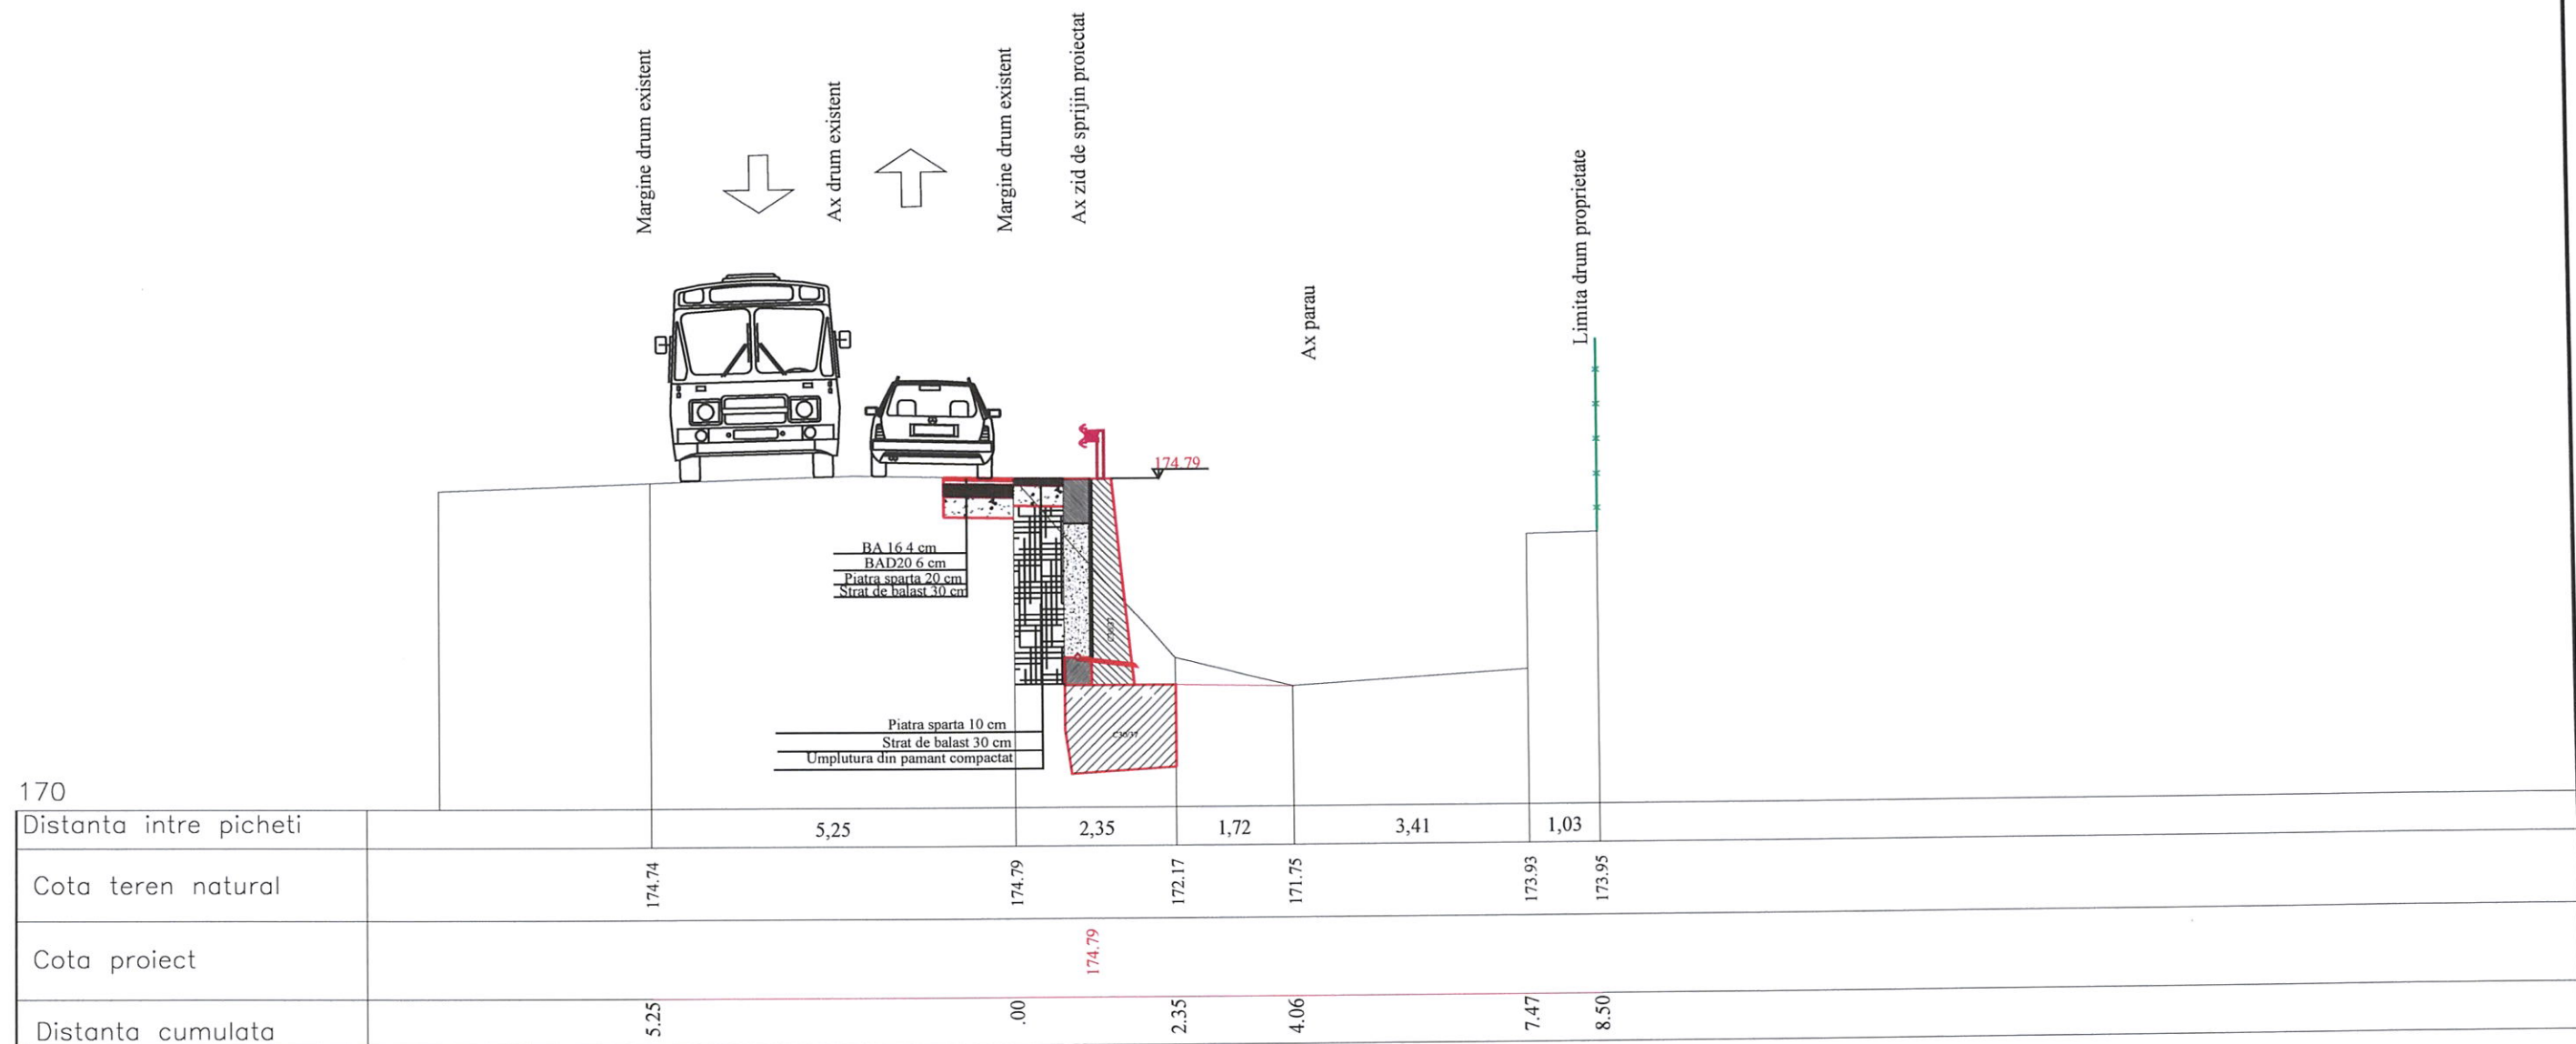 Margine drum existent
Ax drum existent
Margine drum existent
Ax zid de sprijin proiectat
Ax parau
Limita drum proprietate
174.79
BA 16 4 cm
BAD20 6 cm
Piatra sparta 20 cm
Strat de balast 30 cm
Piatra sparta 10 cm
Strat de balast 30 cm
Umplutura din pamant compactat
C30/37
170
Distanta intre picheti 5,25 2,35 1,72 3,41 1,03
Cota teren natural 174.74 174.79 172.17 171.75 173.93 173.95
Cota proiect 174.79
Distanta cumulata 5.25 .00 2.35 4.06 7.47 8.50